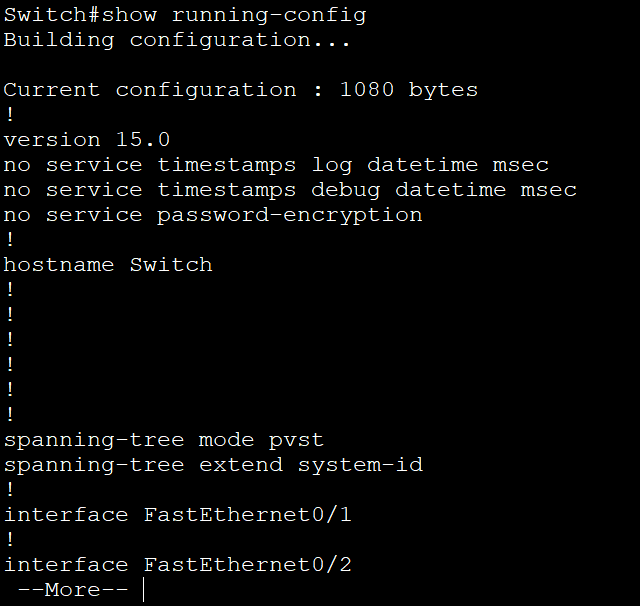 Switch#show running-config
Building configuration...
Current configuration : 1080 bytes
!
version 15.0
no service timestamps log datetime msec
no service timestamps debug datetime msec
no service password-encryption
!
hostname Switch
!
!
!
!
!
!
spanning-tree mode pvst
spanning-tree extend system-id
!
interface FastEthernet0/1
!
interface FastEthernet0/2
--More--